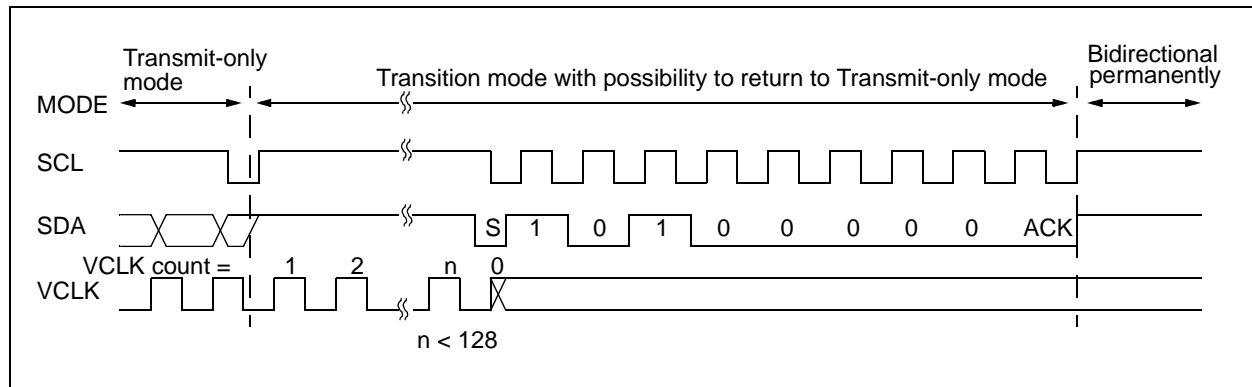 Transmit-only
mode
Transition mode with possibility to return to Transmit-only mode
Bidirectional
permanently
MODE
SCL
SDA
S 1 0 1 0 0 0 0 0 ACK
VCLK count = 1 2 n 0
VCLK
n < 128